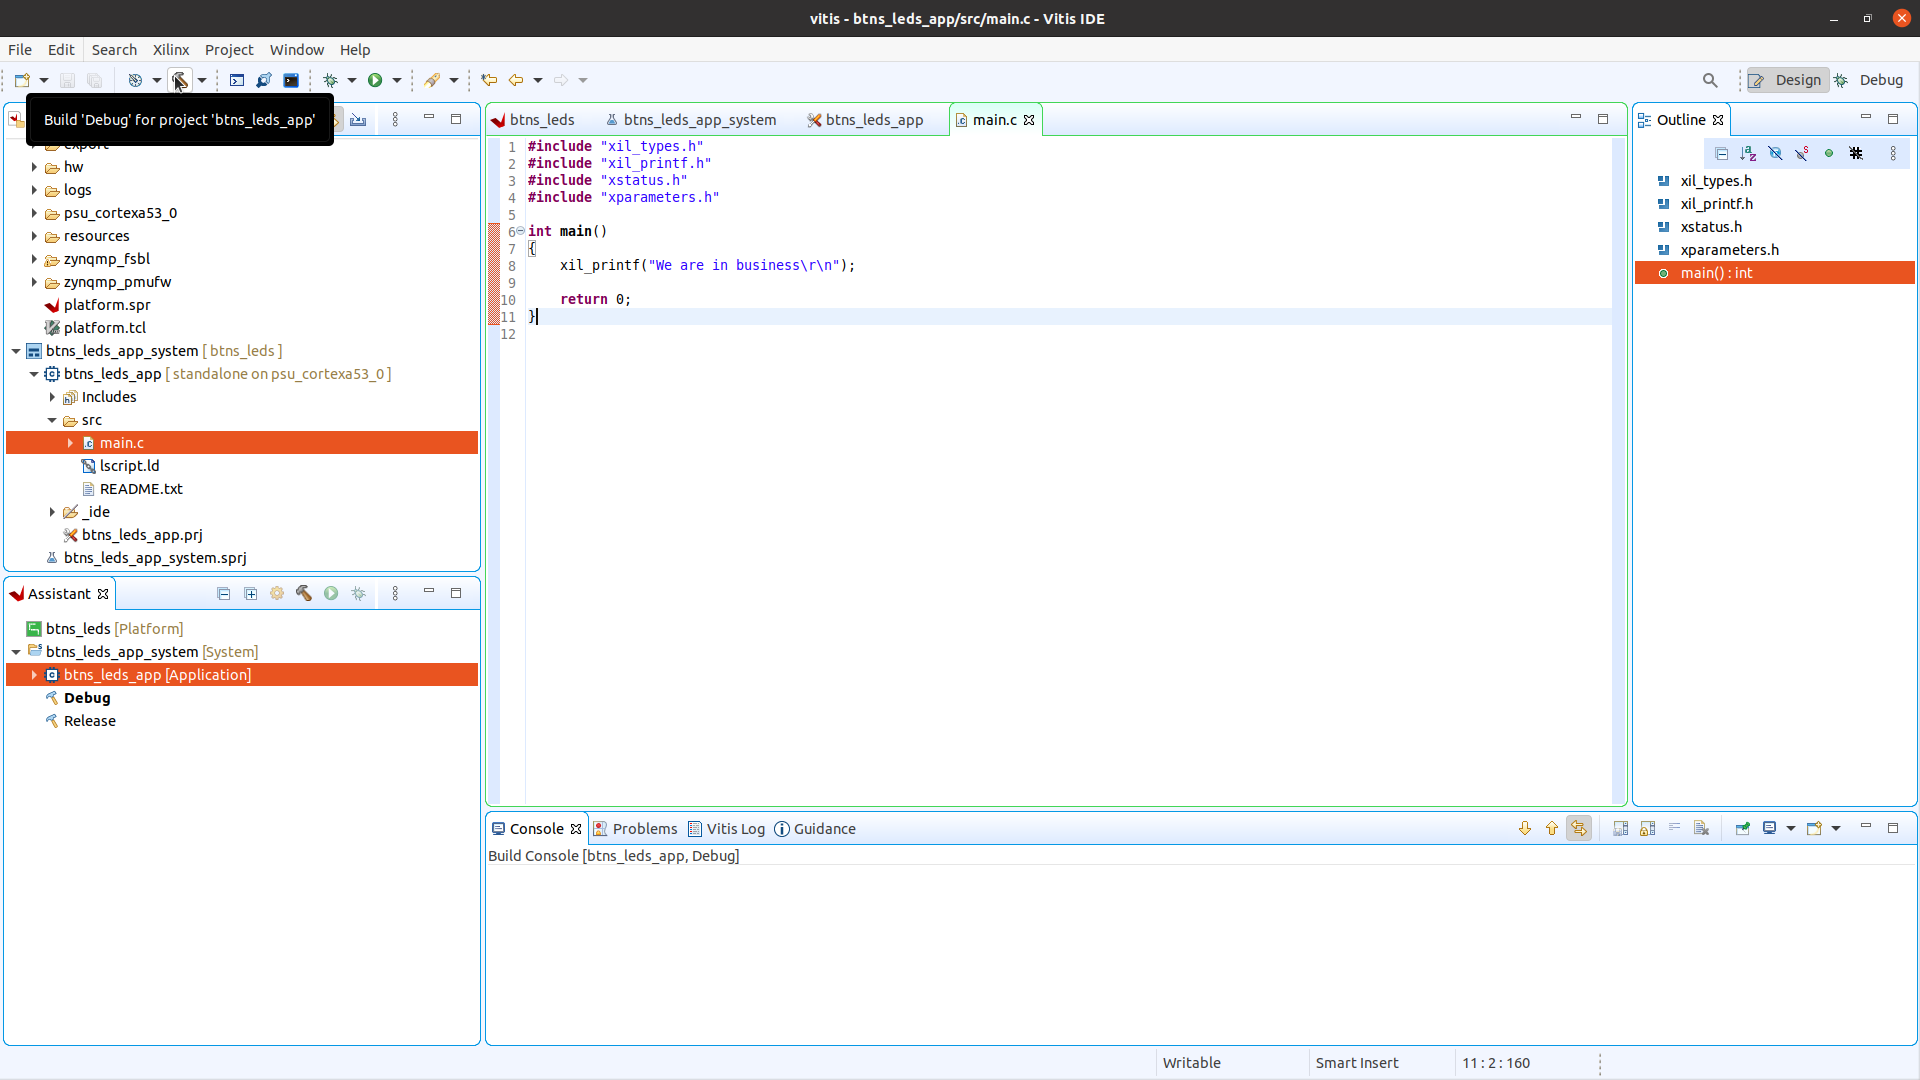 vitis - btns_leds_app/src/main.c - Vitis IDE
File Edit Search Xilinx Project Window Help
Design Debug
Build 'Debug' for project 'btns_leds_app'
export
hw
logs
psu_cortexa53_0
resources
zynqmp_fsbl
zynqmp_pmufw
platform.spr
platform.tcl
btns_leds_app_system [ btns_leds ]
btns_leds_app [ standalone on psu_cortexa53_0 ]
Includes
src
main.c
lscript.ld
README.txt
_ide
btns_leds_app.prj
btns_leds_app_system.sprj
Assistant
btns_leds [Platform]
btns_leds_app_system [System]
btns_leds_app [Application]
Debug
Release
btns_leds btns_leds_app_system btns_leds_app main.c
1 #include "xil_types.h"
2 #include "xil_printf.h"
3 #include "xstatus.h"
4 #include "xparameters.h"
5
6 int main()
7 {
8 xil_printf("We are in business\r\n");
9
10 return 0;
11 }
12
Outline
xil_types.h
xil_printf.h
xstatus.h
xparameters.h
main() : int
Console Problems Vitis Log Guidance
Build Console [btns_leds_app, Debug]
Writable Smart Insert 11 : 2 : 160